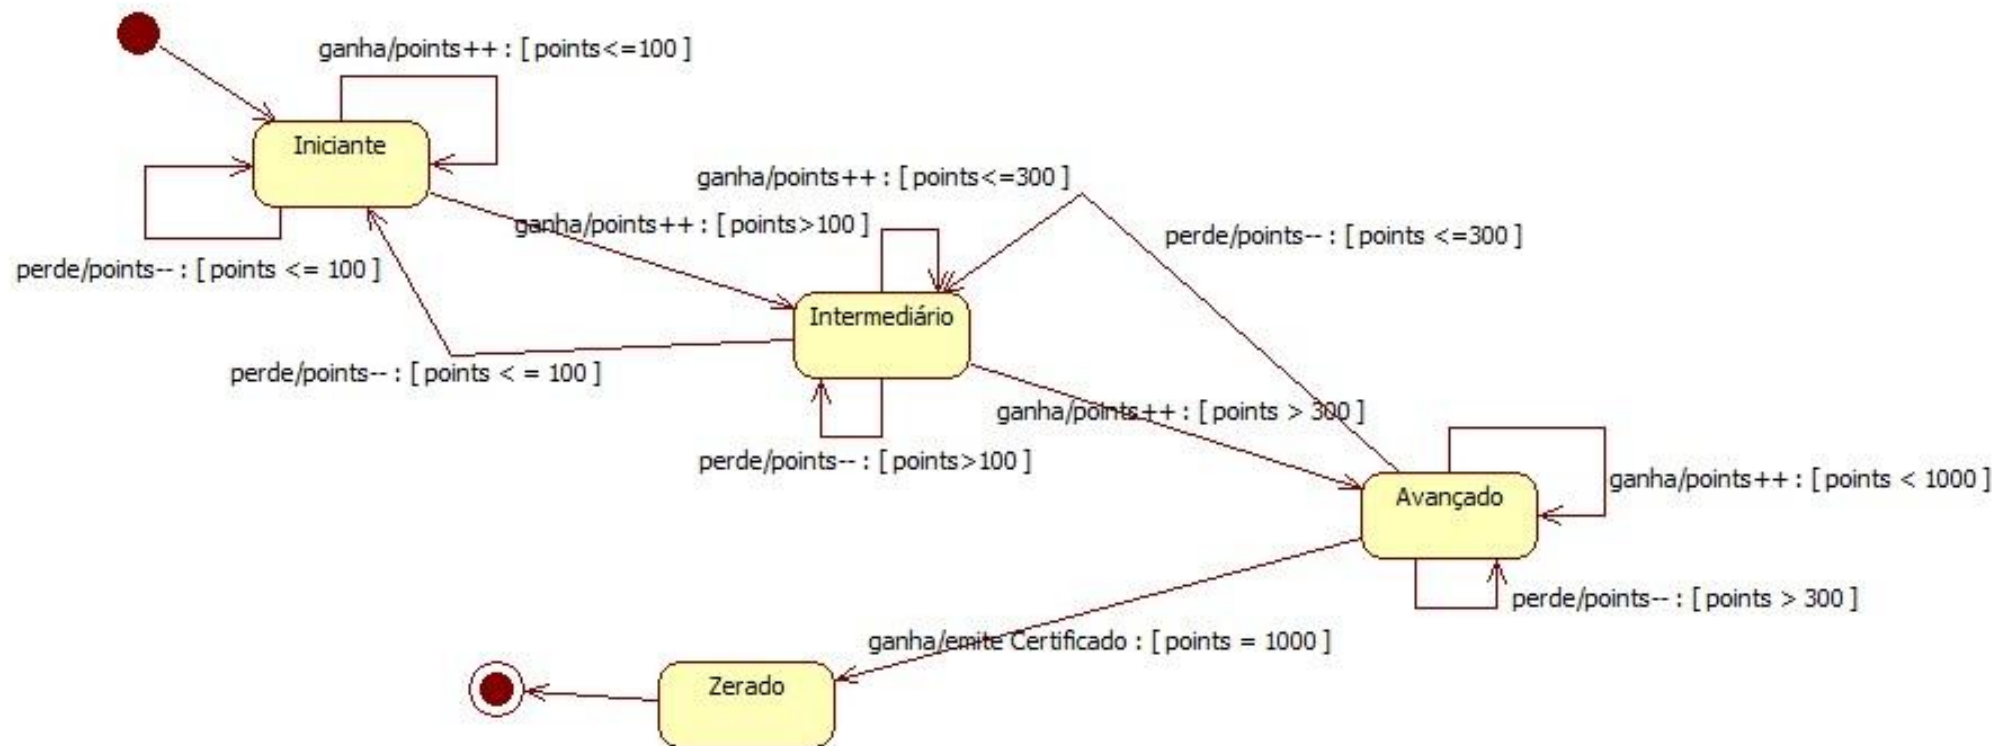 ganha/points++ : [ points<=100 ]
Iniciante
ganha/points++ : [ points<=300 ]
ganha/points++ : [ points>100 ]
perde/points-- : [ points <=300 ]
perde/points-- : [ points <= 100 ]
Intermediário
perde/points-- : [ points < = 100 ]
ganha/points++ : [ points > 300 ]
perde/points-- : [ points>100 ]
ganha/points++ : [ points < 1000 ]
Avançado
perde/points-- : [ points > 300 ]
ganha/emite Certificado : [ points = 1000 ]
Zerado